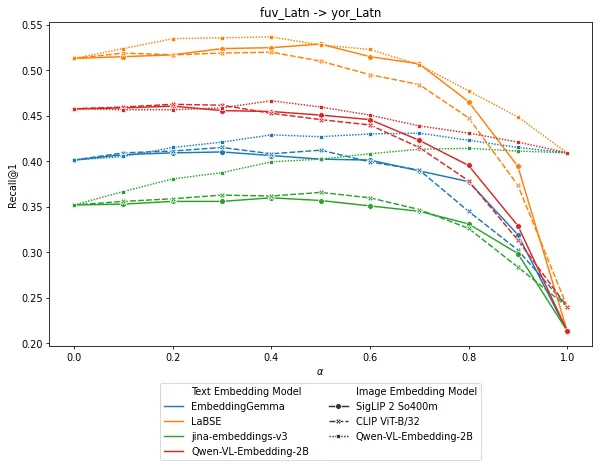 fuv_Latn -> yor_Latn
0.55
0.50
0.45
0.40
0.35
0.30
0.25
0.20
Recall@1
0.0 0.2 0.4 0.6 0.8 1.0
α
Text Embedding Model
EmbeddingGemma
LaBSE
jina-embeddings-v3
Qwen-VL-Embedding-2B
Image Embedding Model
SigLIP 2 So400m
CLIP ViT-B/32
Qwen-VL-Embedding-2B